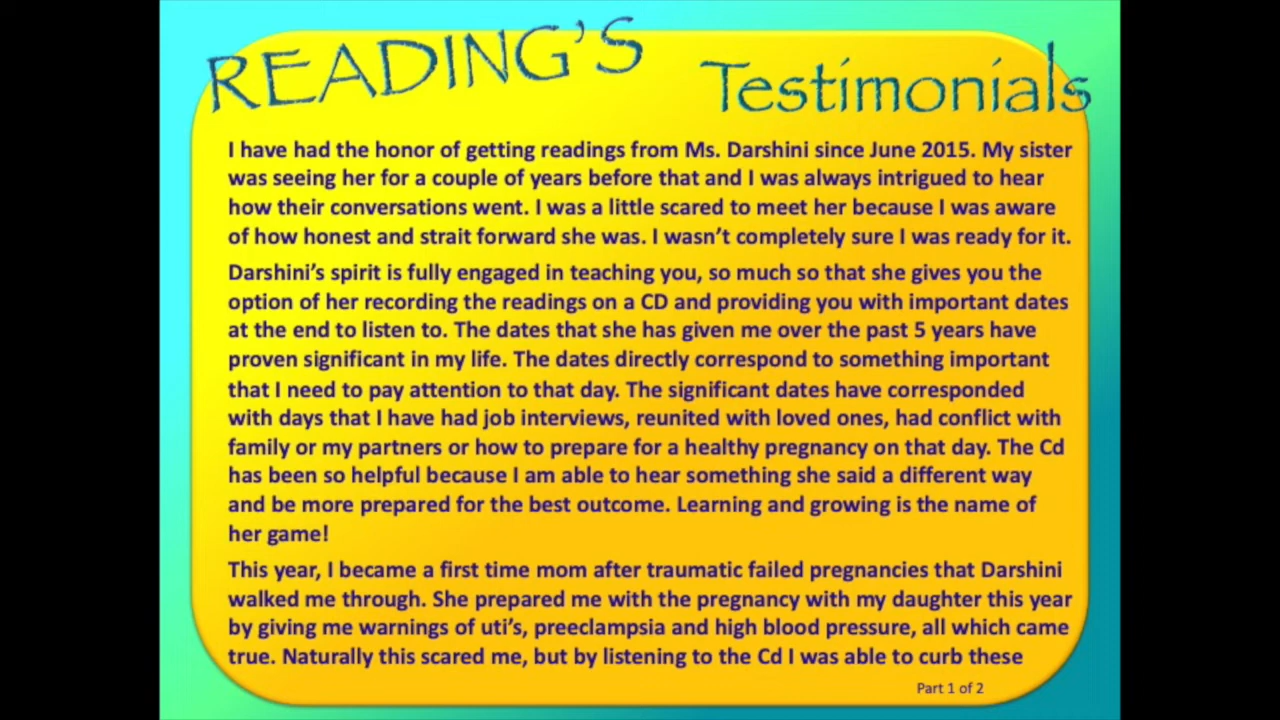 READING'S Testimonials
I have had the honor of getting readings from Ms. Darshini since June 2015. My sister
was seeing her for a couple of years before that and I was always intrigued to hear
how their conversations went. I was a little scared to meet her because I was aware
of how honest and strait forward she was. I wasn't completely sure I was ready for it.
Darshini's spirit is fully engaged in teaching you, so much so that she gives you the
option of her recording the readings on a CD and providing you with important dates
at the end to listen to. The dates that she has given me over the past 5 years have
proven significant in my life. The dates directly correspond to something important
that I need to pay attention to that day. The significant dates have corresponded
with days that I have had job interviews, reunited with loved ones, had conflict with
family or my partners or how to prepare for a healthy pregnancy on that day. The Cd
has been so helpful because I am able to hear something she said a different way
and be more prepared for the best outcome. Learning and growing is the name of
her game!
This year, I became a first time mom after traumatic failed pregnancies that Darshini
walked me through. She prepared me with the pregnancy with my daughter this year
by giving me warnings of uti's, preeclampsia and high blood pressure, all which came
true. Naturally this scared me, but by listening to the Cd I was able to curb these
Part 1 of 2